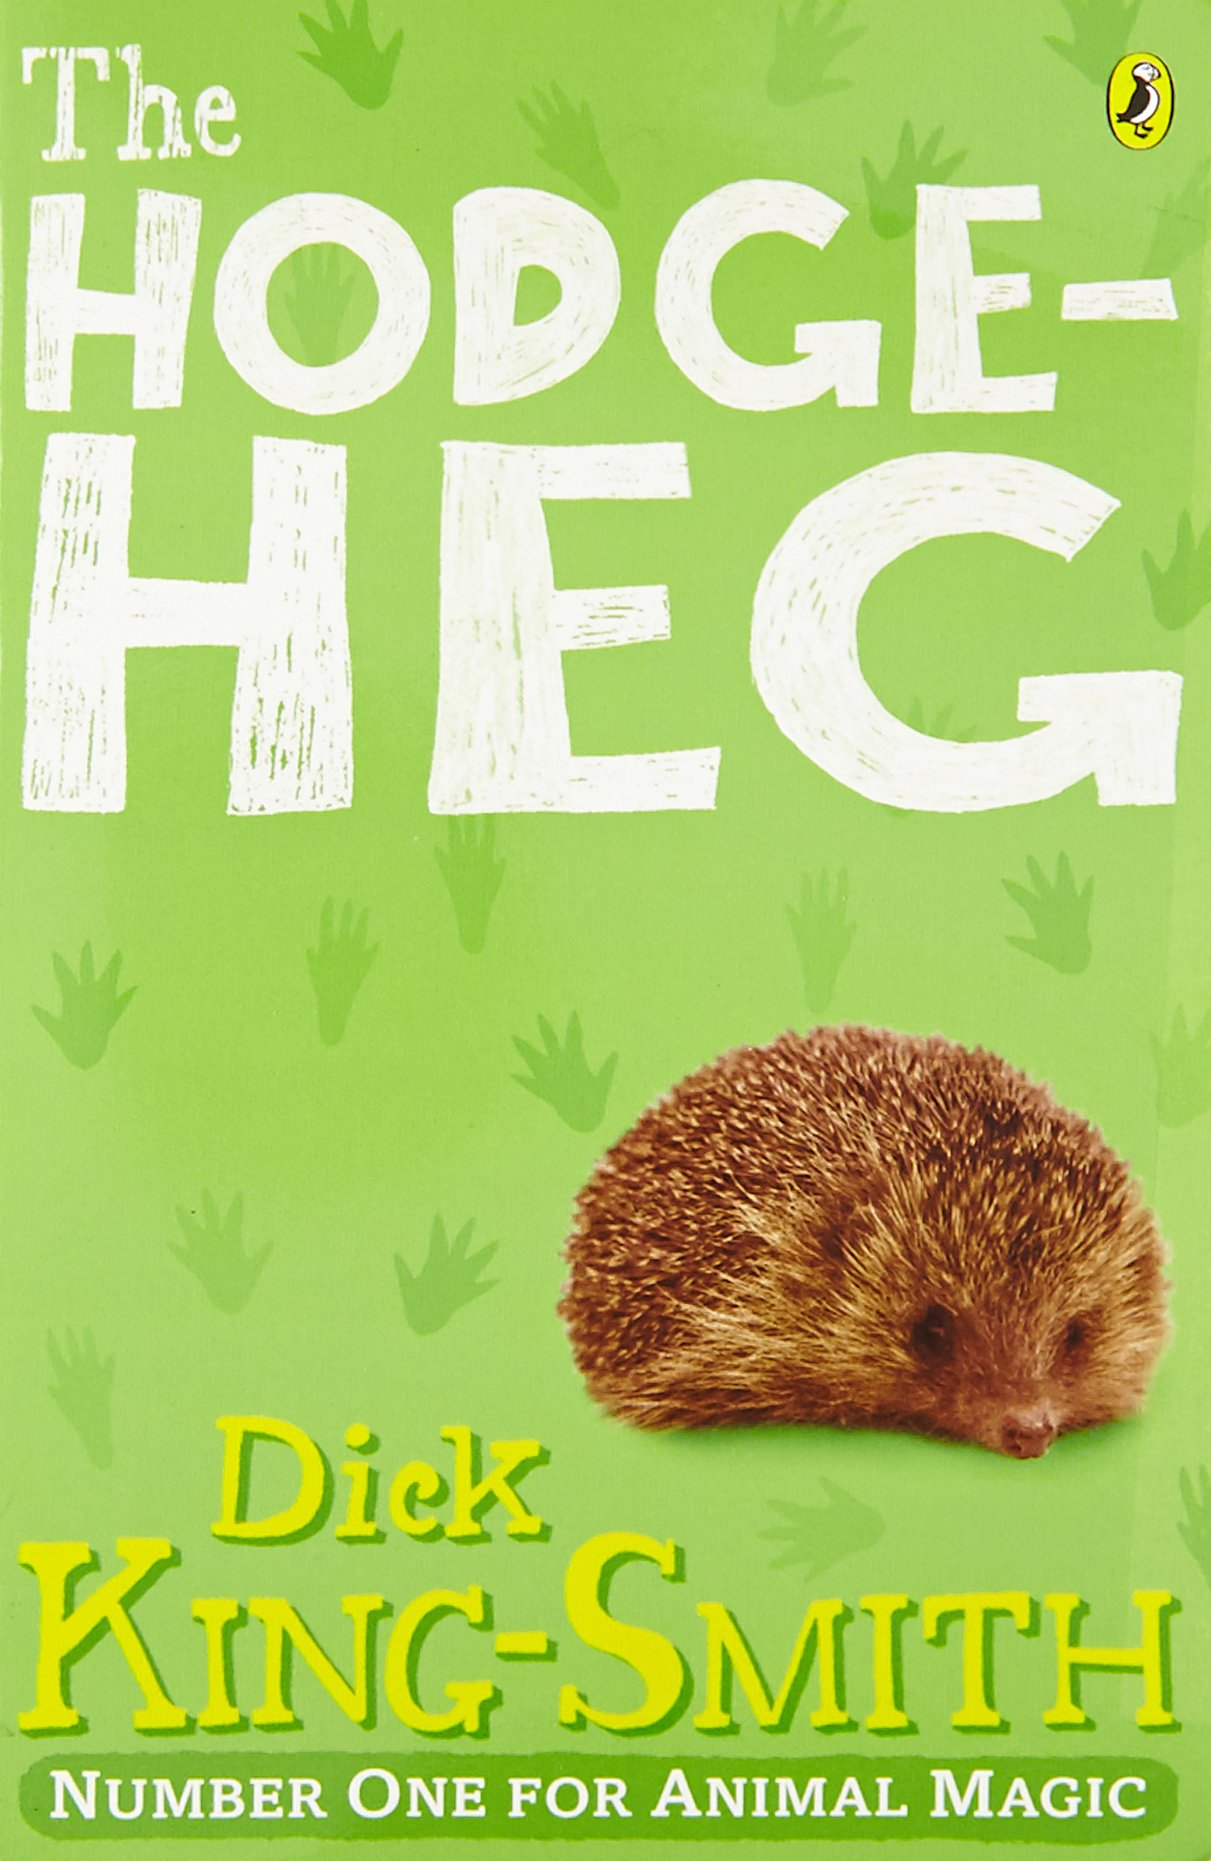 The
HODGE-
HEG
Dick
KING-SMITH
NUMBER ONE FOR ANIMAL MAGIC